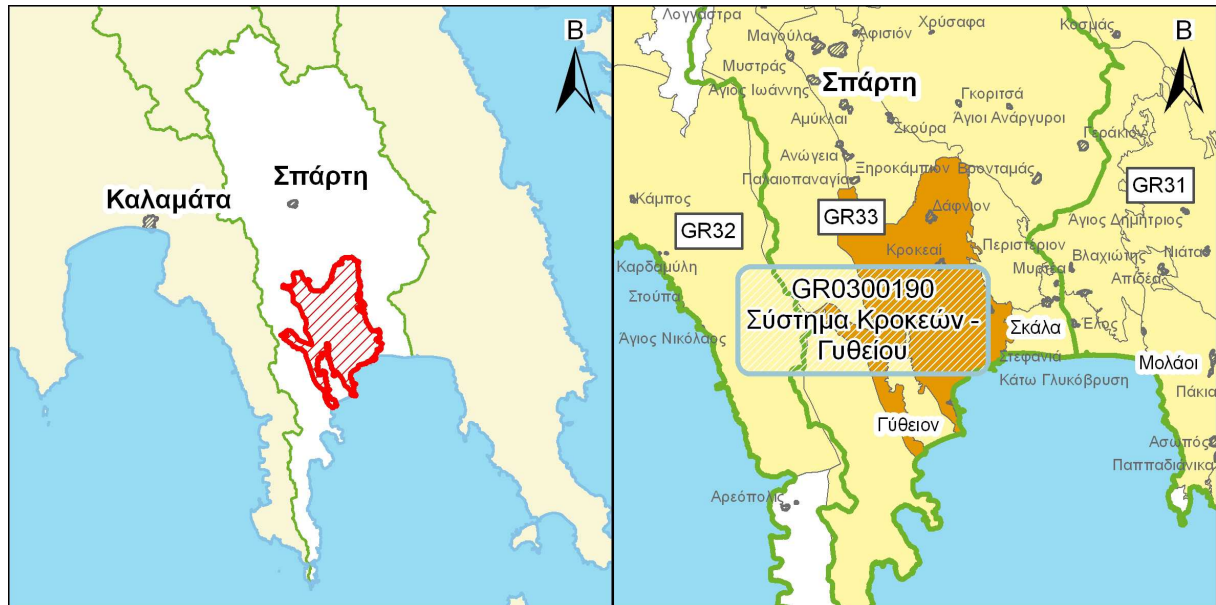 Β
Σπάρτη
Καλαμάτα
Λογγάστρα
Χρύσαφα
Β
Μαγούλα
Αφισιόν
Κοσμάς
Μυστράς
Σπάρτη
Άγιος Ιωάννης
Γκοριτσά
Αμύκλαι
Σκούρα
Άγιοι Ανάργυροι
Γεράκιον
Ανώγεια
Ξηροκάμπιον
Βρονταμάς
Παλαιοπαναγία
GR31
Κάμπος
GR33
Δάφνιον
Άγιος Δημήτριος
GR32
Κροκεαί
Περιστέριον
Νιάτα
Καρδαμύλη
Μυρτέα
Βλαχιώτης
Απιδέα
Στούπα
GR0300190
Σύστημα Κροκεών -
Γυθείου
Σκάλα
Έλος
Άγιος Νικόλαος
Στεφανιά
Μολάοι
Κάτω Γλυκόβρυση
Πάκια
Γύθειον
Ασωπός
Παππαδιάνικα
Αρεόπολις